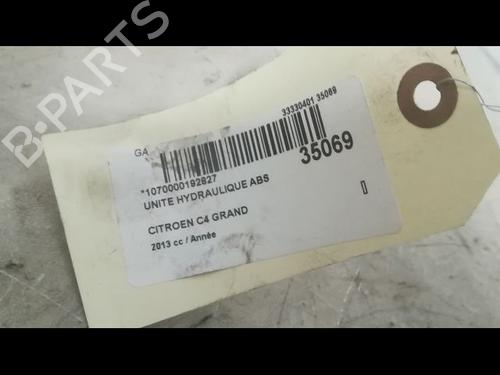 B-PARTS
33330401 35069
GA
35069
*1070000192827
UNITE HYDRAULIQUE ABS
CITROEN C4 GRAND
2013 cc / Année